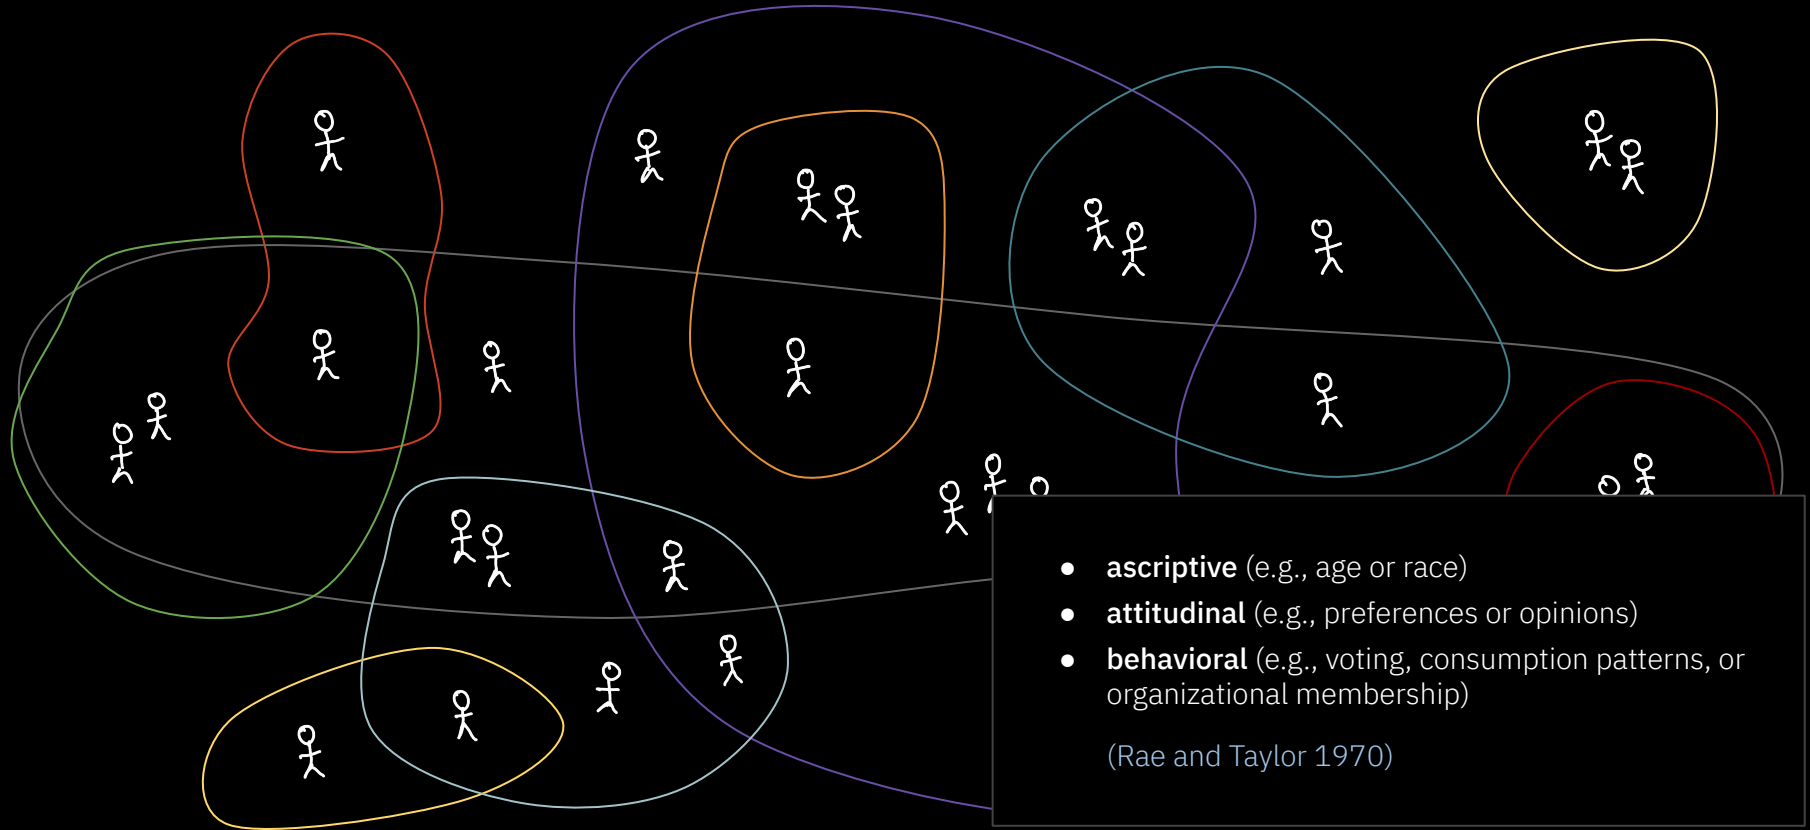 ● ascriptive (e.g., age or race)
● attitudinal (e.g., preferences or opinions)
● behavioral (e.g., voting, consumption patterns, or
organizational membership)
(Rae and Taylor 1970)